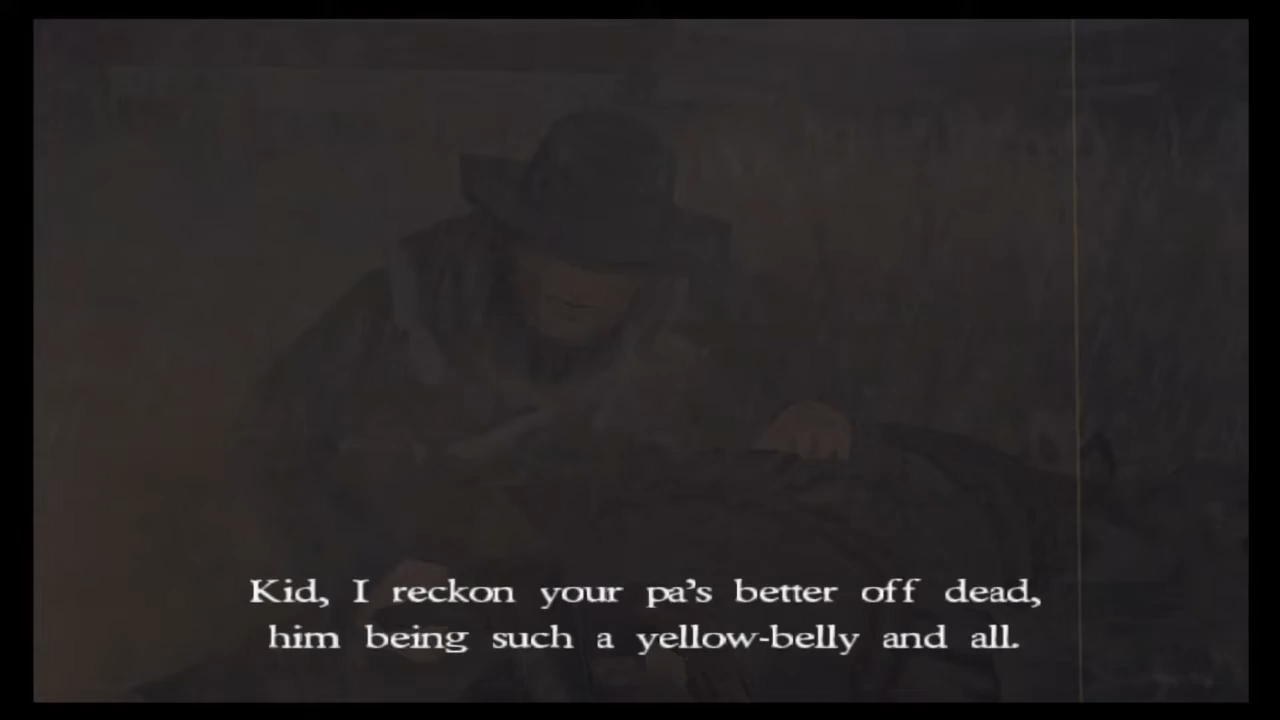 Kid, I reckon your pa's better off dead,
him being such a yellow-belly and all.